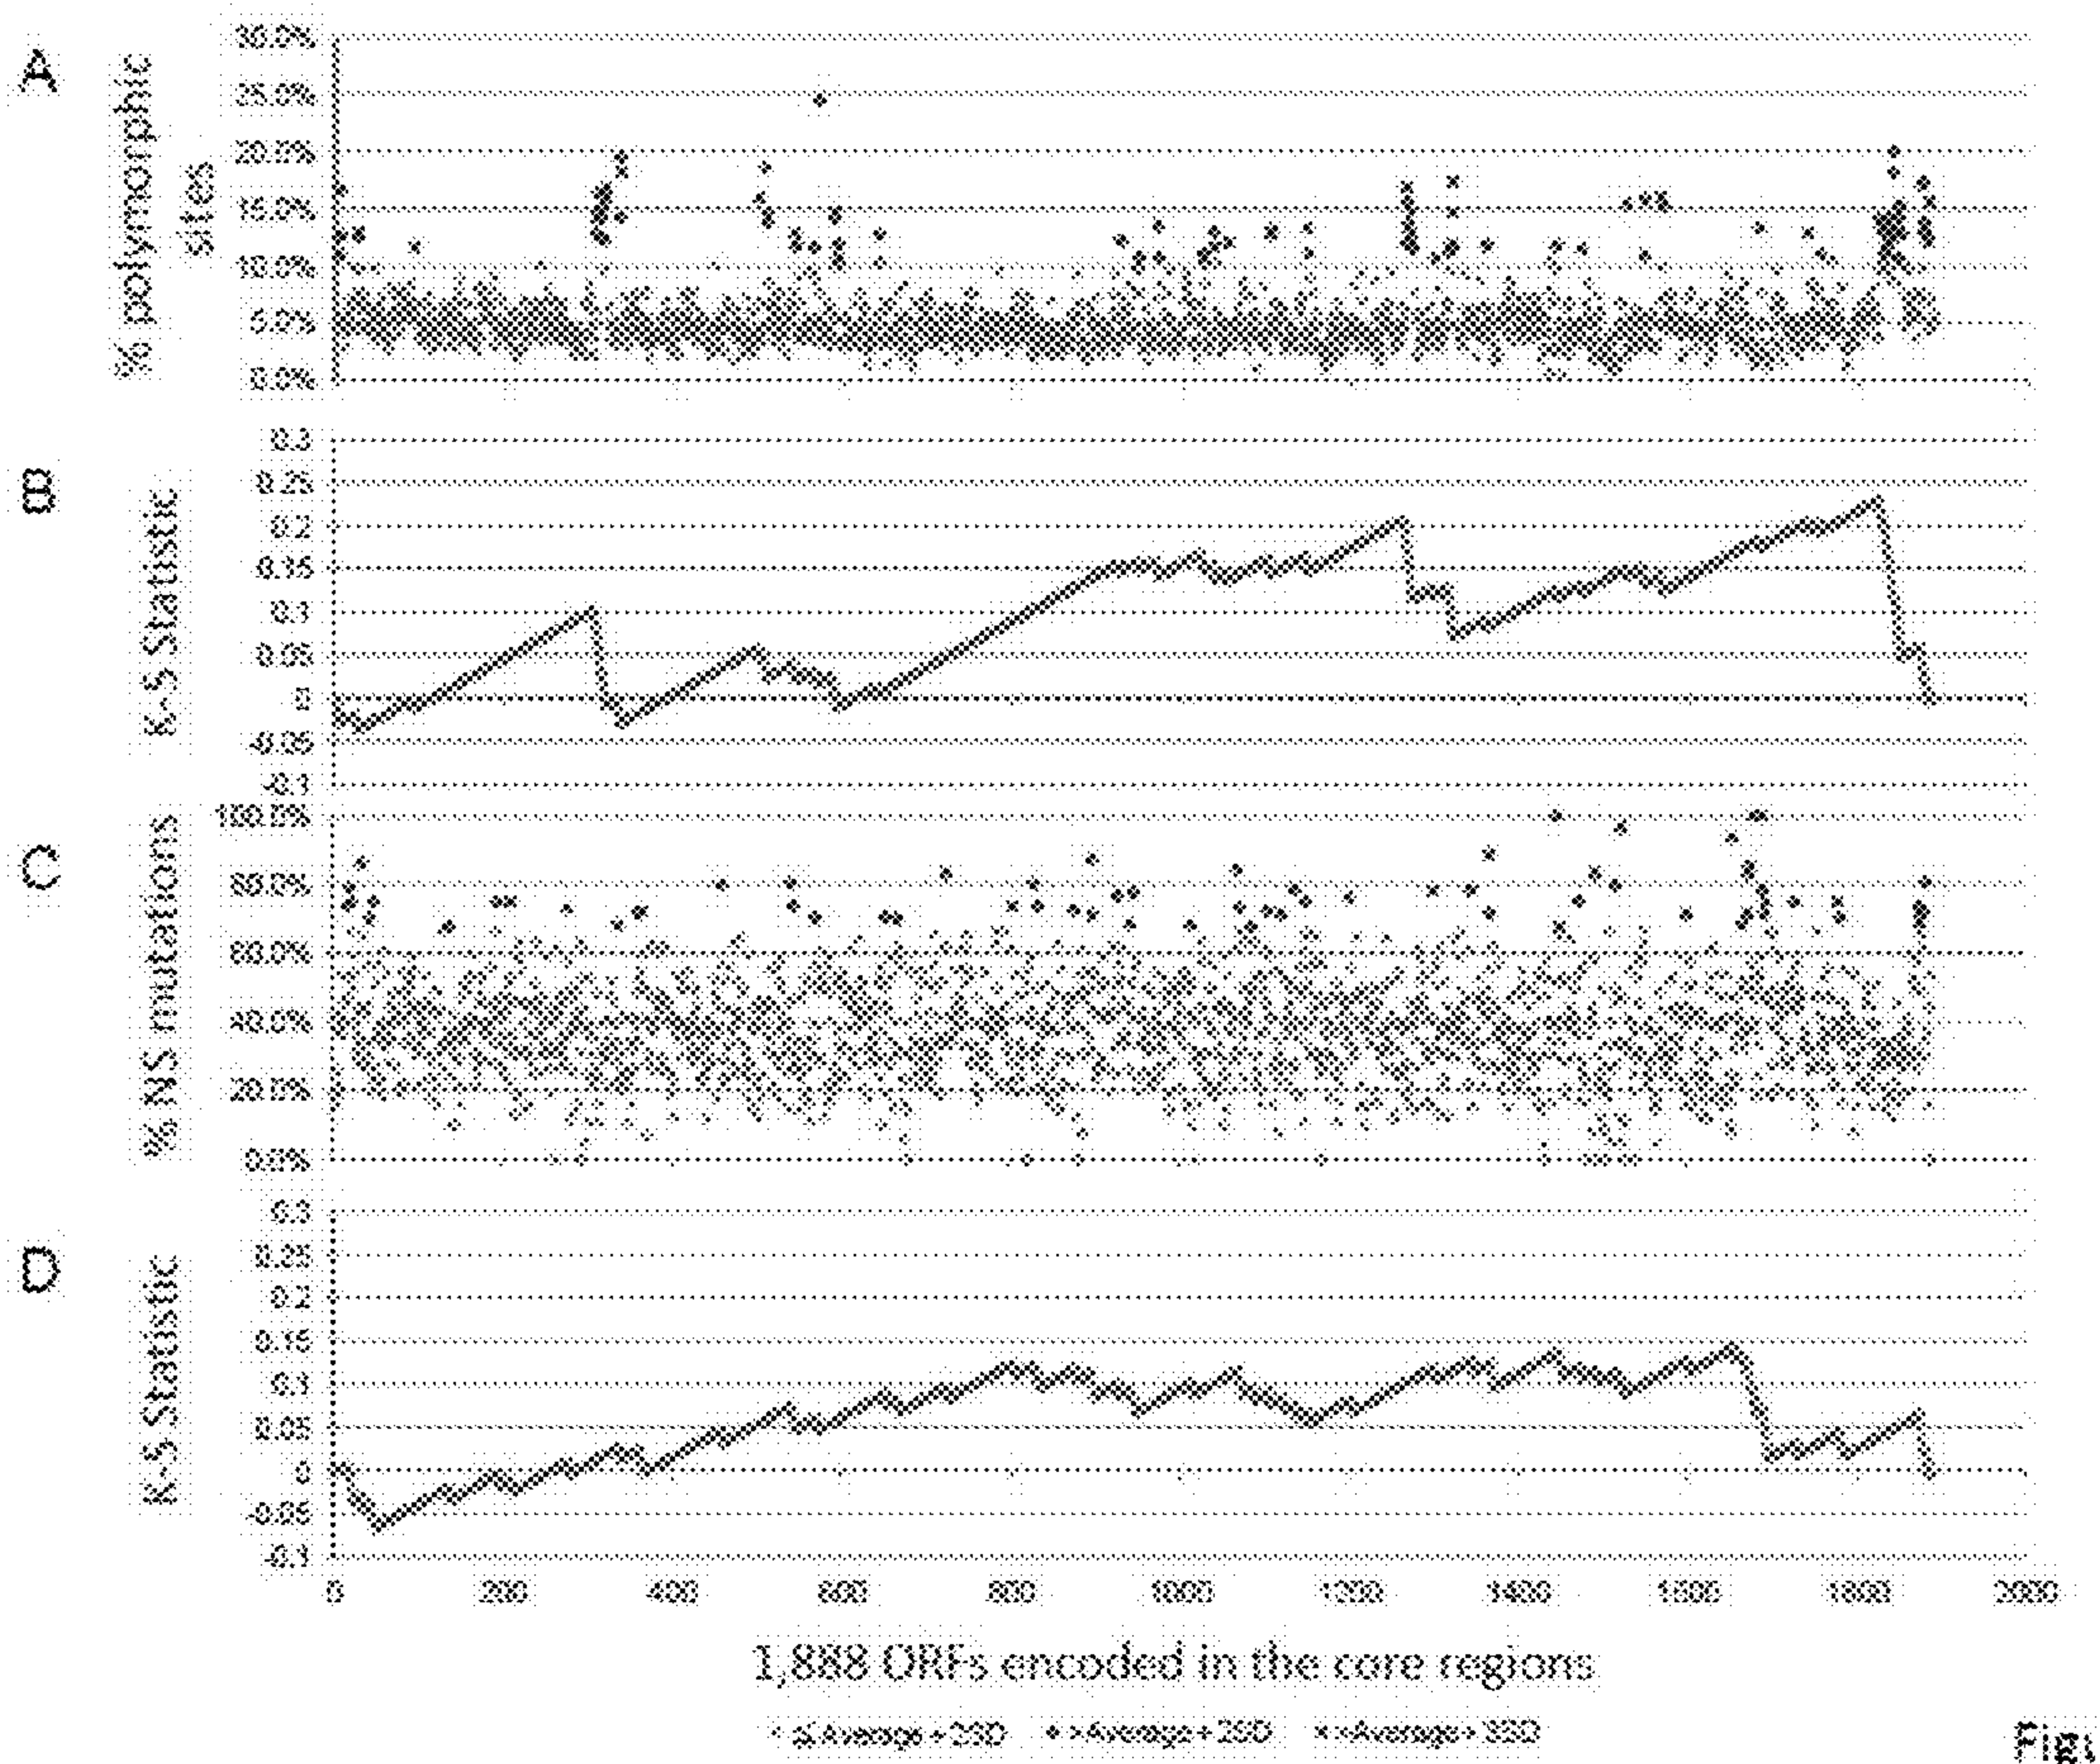 A
% polymorphic
sites
30.0%
25.0%
20.0%
15.0%
10.0%
5.0%
0.0%
B
K-S Statistic
0.3
0.25
0.2
0.15
0.1
0.05
0
-0.05
-0.1
C
% NS mutations
100.0%
80.0%
60.0%
40.0%
20.0%
0.0%
D
K-S Statistic
0.3
0.25
0.2
0.15
0.1
0.05
0
-0.05
-0.1
0 200 400 600 800 1000 1200 1400 1600 1800 2000
1,888 ORFs encoded in the core regions
≤Average+2SD >Average+2SD >Average+3SD
Fig.